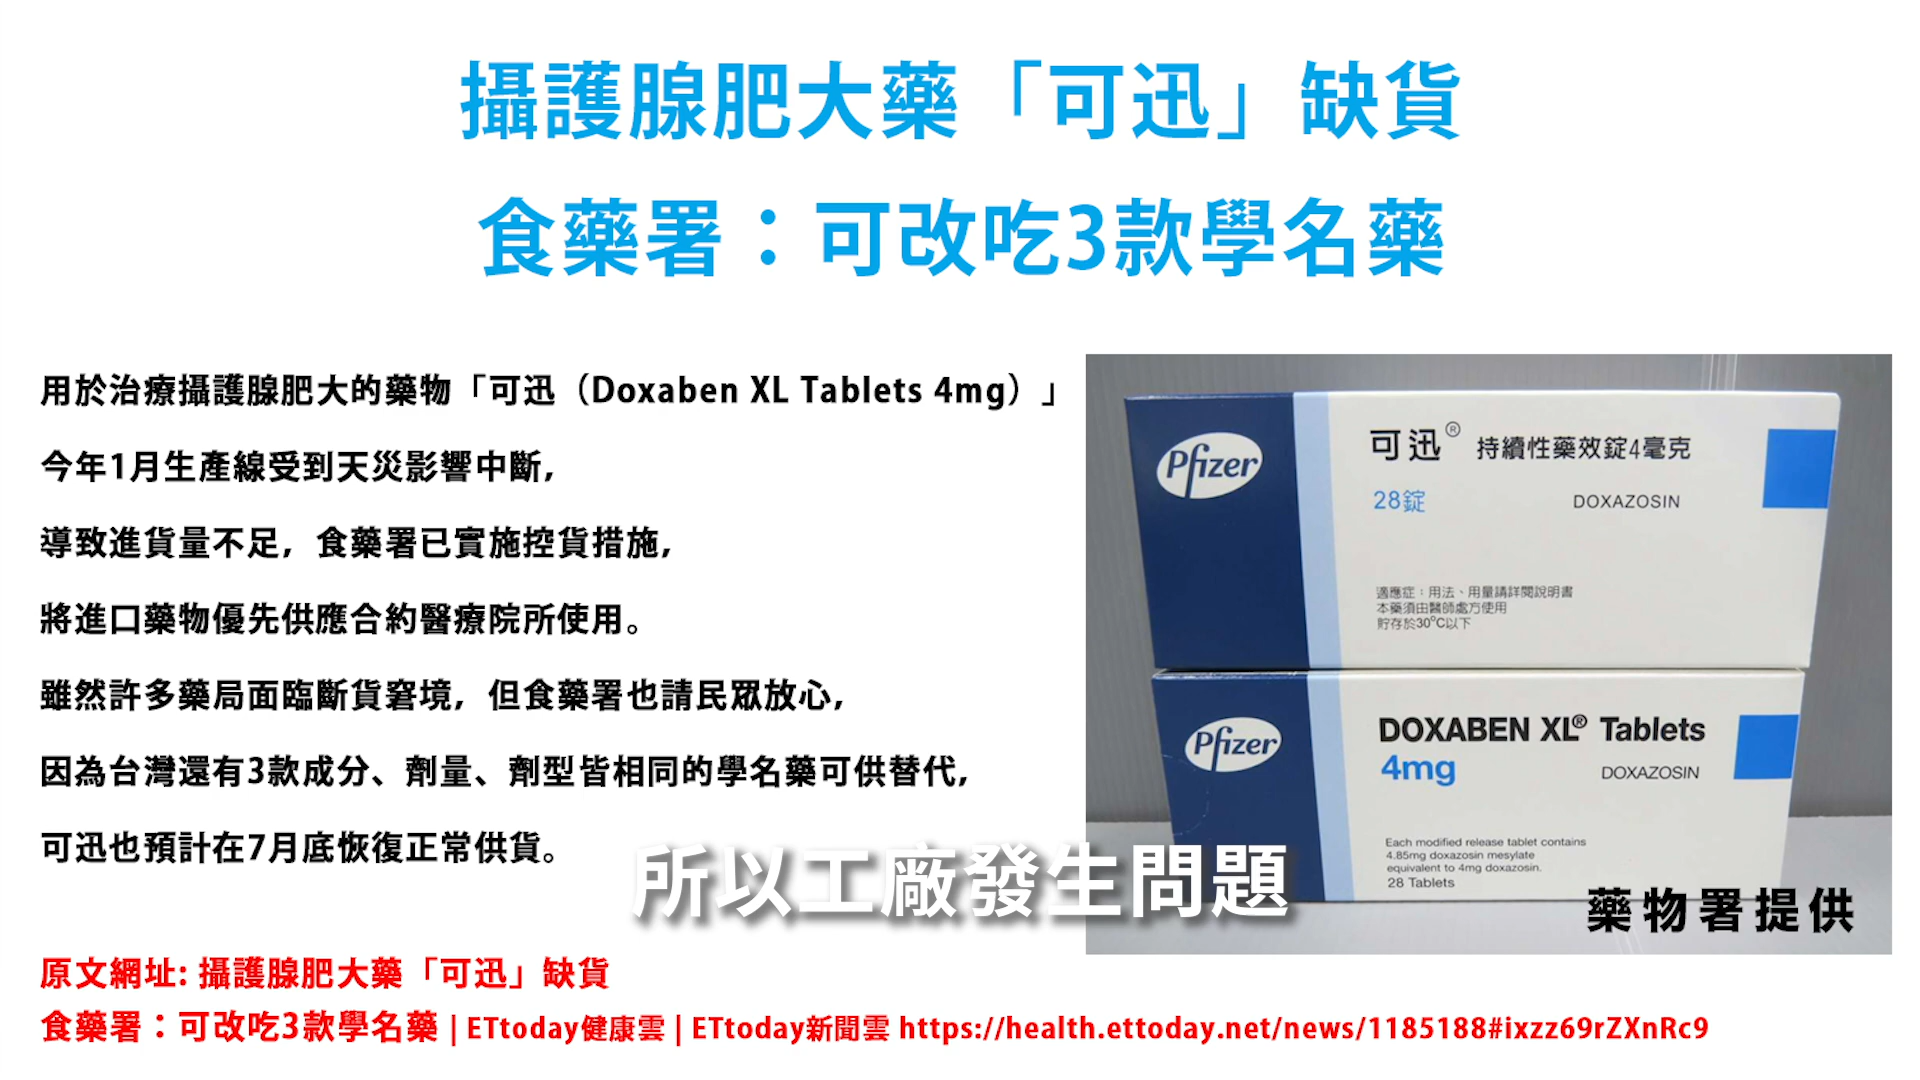 攝護腺肥大藥「可迅」缺貨
食藥署：可改吃3款學名藥
用於治療攝護腺肥大的藥物「可迅（Doxaben XL Tablets 4mg）」
今年1月生產線受到天災影響中斷，
導致進貨量不足，食藥署已實施控貨措施，
將進口藥物優先供應合約醫療院所使用。
雖然許多藥局面臨斷貨窘境，但食藥署也請民眾放心，
因為台灣還有3款成分、劑量、劑型皆相同的學名藥可供替代，
可迅也預計在7月底恢復正常供貨。
Pfizer
可迅® 持續性藥效錠4毫克
28錠 DOXAZOSIN
適應症：用法、用量請詳閱說明書
本藥須由醫師處方使用
貯存於30°C以下
Pfizer
DOXABEN XL® Tablets
4mg DOXAZOSIN
Each modified release tablet contains
4.85mg doxazosin mesylate
equivalent to 4mg doxazosin.
28 Tablets
藥物署提供
所以工廠發生問題
原文網址: 攝護腺肥大藥「可迅」缺貨
食藥署：可改吃3款學名藥 | ETtoday健康雲 | ETtoday新聞雲 https://health.ettoday.net/news/1185188#ixzz69rZXnRc9